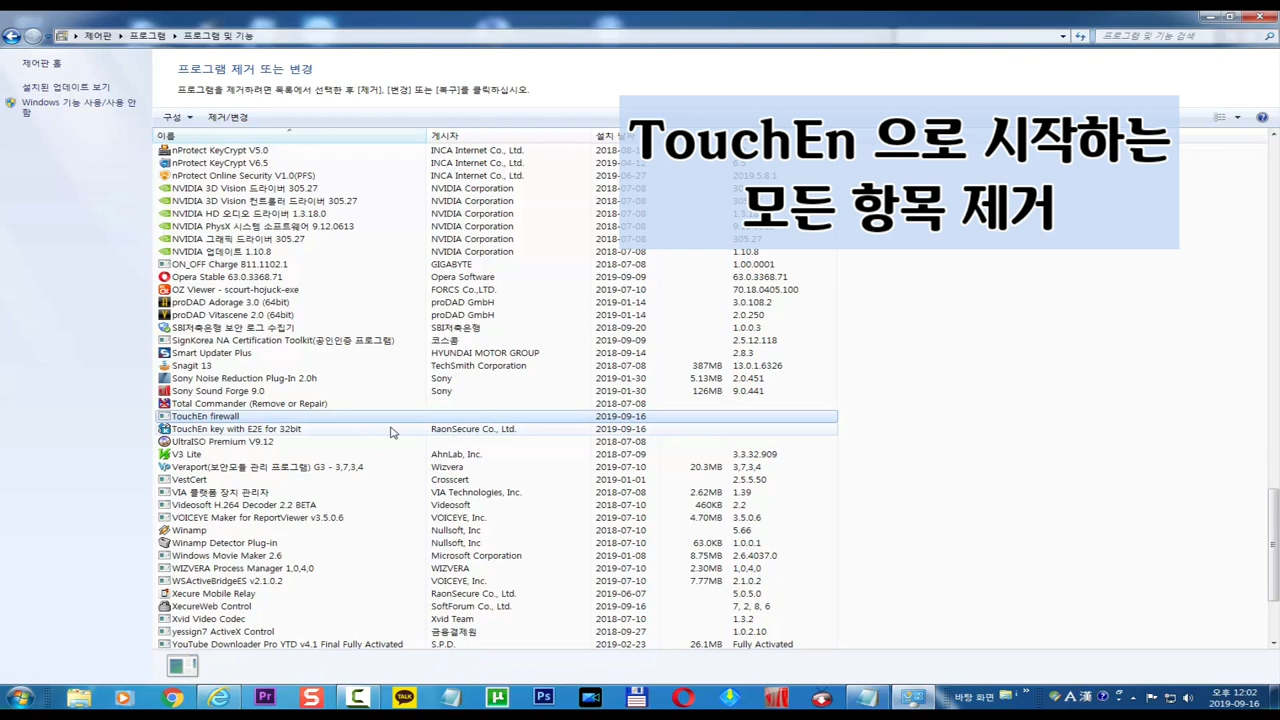 제어판 ▸ 프로그램 ▸ 프로그램 및 기능
프로그램 및 기능 검색
제어판 홈
설치된 업데이트 보기
Windows 기능 사용/사용 안 함
프로그램 제거 또는 변경
프로그램을 제거하려면 목록에서 선택한 후 [제거], [변경] 또는 [복구]를 클릭하십시오.
구성 제거/변경
TouchEn 으로 시작하는
모든 항목 제거
이름 게시자 설치
nProtect KeyCrypt V5.0 INCA Internet Co., Ltd.
nProtect KeyCrypt V6.5 INCA Internet Co., Ltd. 6.5
nProtect Online Security V1.0(PFS) INCA Internet Co., Ltd. 2019.5.8.1
NVIDIA 3D Vision 드라이버 305.27 NVIDIA Corporation 2018-07-08
NVIDIA 3D Vision 컨트롤러 드라이버 305.27 NVIDIA Corporation 2018-07-08
NVIDIA HD 오디오 드라이버 1.3.18.0 NVIDIA Corporation 2018-07-08
NVIDIA PhysX 시스템 소프트웨어 9.12.0613 NVIDIA Corporation 2018-07-08
NVIDIA 그래픽 드라이버 305.27 NVIDIA Corporation 2018-07-08 305.27
NVIDIA 업데이트 1.10.8 NVIDIA Corporation 2018-07-08 1.10.8
ON_OFF Charge B11.1102.1 GIGABYTE 2018-07-08 1.00.0001
Opera Stable 63.0.3368.71 Opera Software 2019-09-09 63.0.3368.71
OZ Viewer - scourt-hojuck-exe FORCS Co.,LTD. 2019-07-10 70.18.0405.100
proDAD Adorage 3.0 (64bit) proDAD GmbH 2019-01-14 3.0.108.2
proDAD Vitascene 2.0 (64bit) proDAD GmbH 2019-01-14 2.0.250
SBI저축은행 보안 로그 수집기 SBI저축은행 2018-09-20 1.0.0.3
SignKorea NA Certification Toolkit(공인인증 프로그램) 코스콤 2019-09-09 2.5.12.118
Smart Updater Plus HYUNDAI MOTOR GROUP 2018-09-14 2.8.3
Snagit 13 TechSmith Corporation 2018-07-08 387MB 13.0.1.6326
Sony Noise Reduction Plug-In 2.0h Sony 2019-01-30 5.13MB 2.0.451
Sony Sound Forge 9.0 Sony 2019-01-30 126MB 9.0.441
Total Commander (Remove or Repair) 2018-07-08
TouchEn firewall 2019-09-16
TouchEn key with E2E for 32bit RaonSecure Co., Ltd. 2019-09-16
UltraISO Premium V9.12 2018-07-08
V3 Lite AhnLab, Inc. 2018-07-09 3.3.32.909
Veraport(보안모듈 관리 프로그램) G3 - 3,7,3,4 Wizvera 2019-07-10 20.3MB 3,7,3,4
VestCert Crosscert 2019-01-01 2.5.5.50
VIA 플랫폼 장치 관리자 VIA Technologies, Inc. 2018-07-08 2.62MB 1.39
Videosoft H.264 Decoder 2.2 BETA Videosoft 2018-07-08 460KB 2.2
VOICEYE Maker for ReportViewer v3.5.0.6 VOICEYE, Inc. 2019-07-10 4.70MB 3.5.0.6
Winamp Nullsoft, Inc 2018-07-10 5.66
Winamp Detector Plug-in Nullsoft, Inc 2018-07-10 63.0KB 1.0.0.1
Windows Movie Maker 2.6 Microsoft Corporation 2019-01-08 8.75MB 2.6.4037.0
WIZVERA Process Manager 1,0,4,0 WIZVERA 2019-07-10 2.30MB 1,0,4,0
WSActiveBridgeES v2.1.0.2 VOICEYE, Inc. 2019-07-10 7.77MB 2.1.0.2
Xecure Mobile Relay RaonSecure Co., Ltd. 2019-06-07 5.0.5.0
XecureWeb Control SoftForum Co., Ltd. 2019-09-16 7, 2, 8, 6
Xvid Video Codec Xvid Team 2018-07-08 1.3.2
yessign7 ActiveX Control 금융결제원 2018-09-27 1.0.2.10
YouTube Downloader Pro YTD v4.1 Final Fully Activated S.P.D. 2019-02-23 26.1MB Fully Activated
바탕 화면 A 漢 오후 12:02
2019-09-16